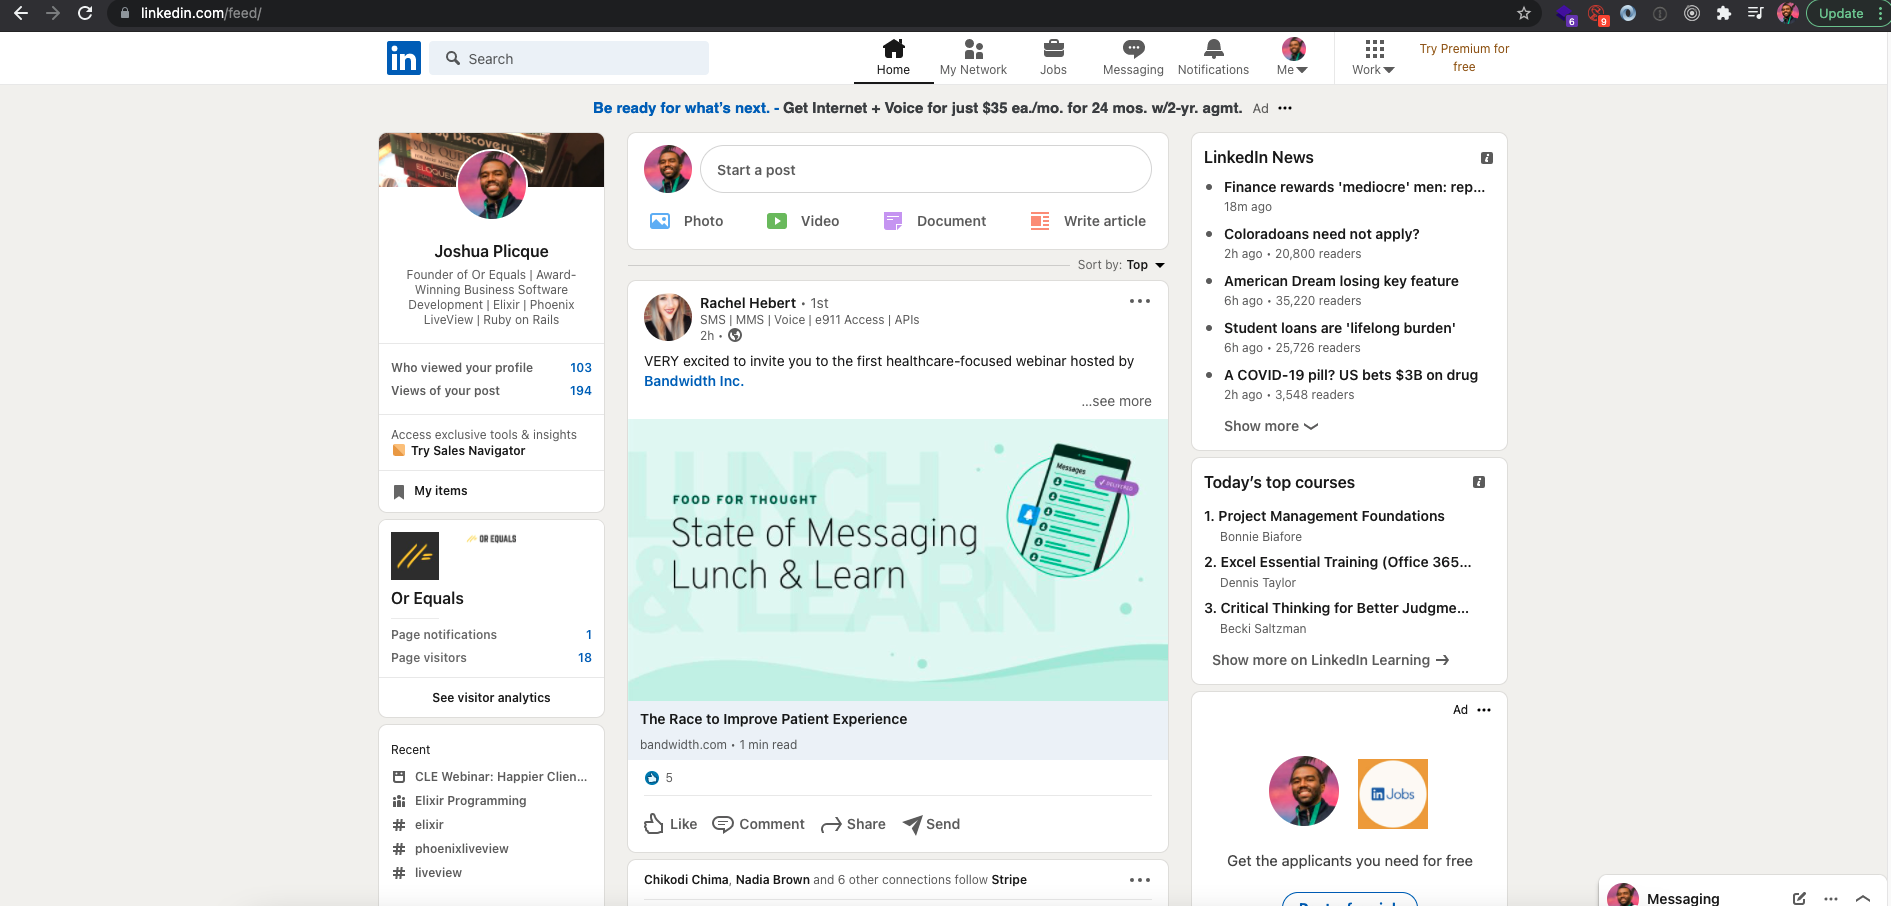 linkedin.com/feed/
6
9
Update
in
Search
Home
My Network
Jobs
Messaging
Notifications
Me
Work
Try Premium for
free
Be ready for what's next. - Get Internet + Voice for just $35 ea./mo. for 24 mos. w/2-yr. agmt. Ad
by Discovery
SQL QUE
ELOQUEN
Joshua Plicque
Founder of Or Equals | Award-
Winning Business Software
Development | Elixir | Phoenix
LiveView | Ruby on Rails
Who viewed your profile 103
Views of your post 194
Access exclusive tools & insights
Try Sales Navigator
My items
OR EQUALS
Or Equals
Page notifications 1
Page visitors 18
See visitor analytics
Recent
CLE Webinar: Happier Clien...
Elixir Programming
# elixir
# phoenixliveview
# liveview
Start a post
Photo
Video
Document
Write article
Sort by: Top
Rachel Hebert • 1st
SMS | MMS | Voice | e911 Access | APIs
2h •
VERY excited to invite you to the first healthcare-focused webinar hosted by
Bandwidth Inc.
...see more
LUNCH
& LEARN
FOOD FOR THOUGHT
State of Messaging
Lunch & Learn
Messages
DELIVERED
The Race to Improve Patient Experience
bandwidth.com • 1 min read
5
Like
Comment
Share
Send
Chikodi Chima, Nadia Brown and 6 other connections follow Stripe
LinkedIn News
Finance rewards 'mediocre' men: rep...
18m ago
Coloradoans need not apply?
2h ago • 20,800 readers
American Dream losing key feature
6h ago • 35,220 readers
Student loans are 'lifelong burden'
6h ago • 25,726 readers
A COVID-19 pill? US bets $3B on drug
2h ago • 3,548 readers
Show more
Today's top courses
1. Project Management Foundations
Bonnie Biafore
2. Excel Essential Training (Office 365...
Dennis Taylor
3. Critical Thinking for Better Judgme...
Becki Saltzman
Show more on LinkedIn Learning →
Ad
in Jobs
Get the applicants you need for free
Messaging